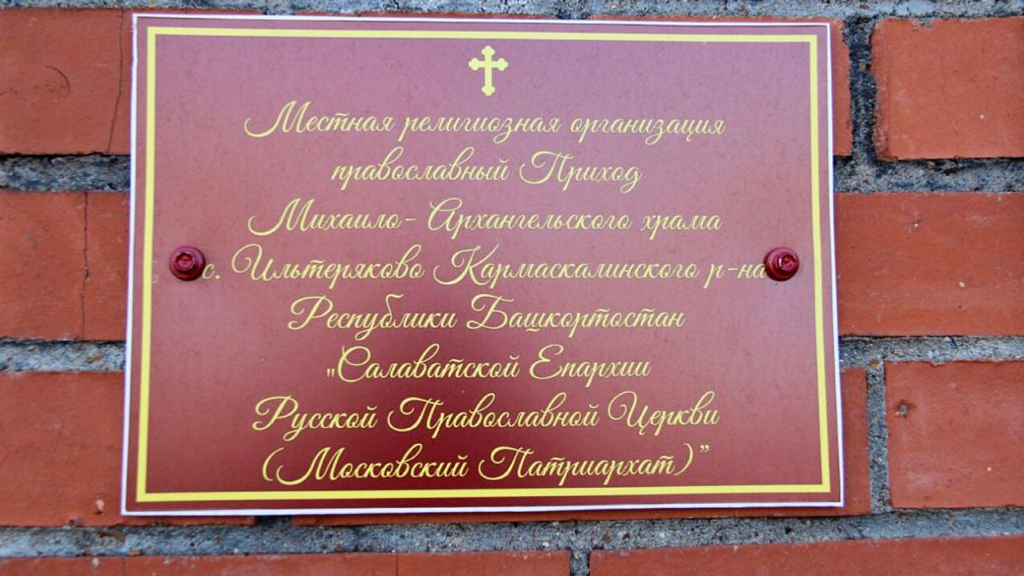 Местная религиозная организация
православный Приход
Михаило- Архангельского храма
с. Ильтеряково Кармаскалинского р-на
Республики Башкортостан
„Салаватской Епархии
Русской Православной Церкви
(Московский Патриархат)”